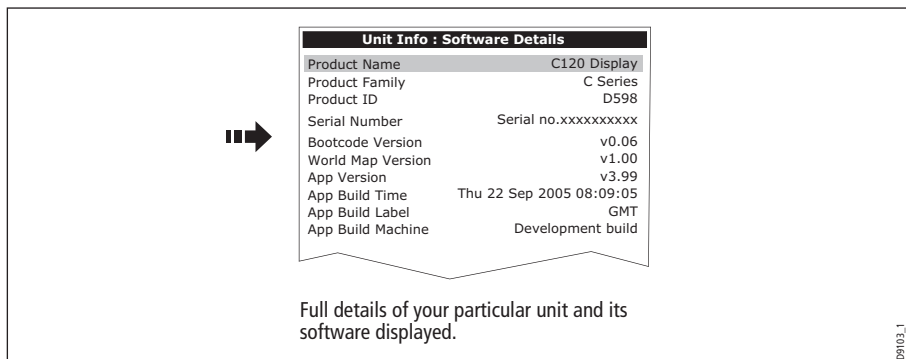 Unit Info : Software Details
Product Name C120 Display
Product Family C Series
Product ID D598
Serial Number Serial no.xxxxxxxxxx
Bootcode Version v0.06
World Map Version v1.00
App Version v3.99
App Build Time Thu 22 Sep 2005 08:09:05
App Build Label GMT
App Build Machine Development build
Full details of your particular unit and its
software displayed.
D9103_1